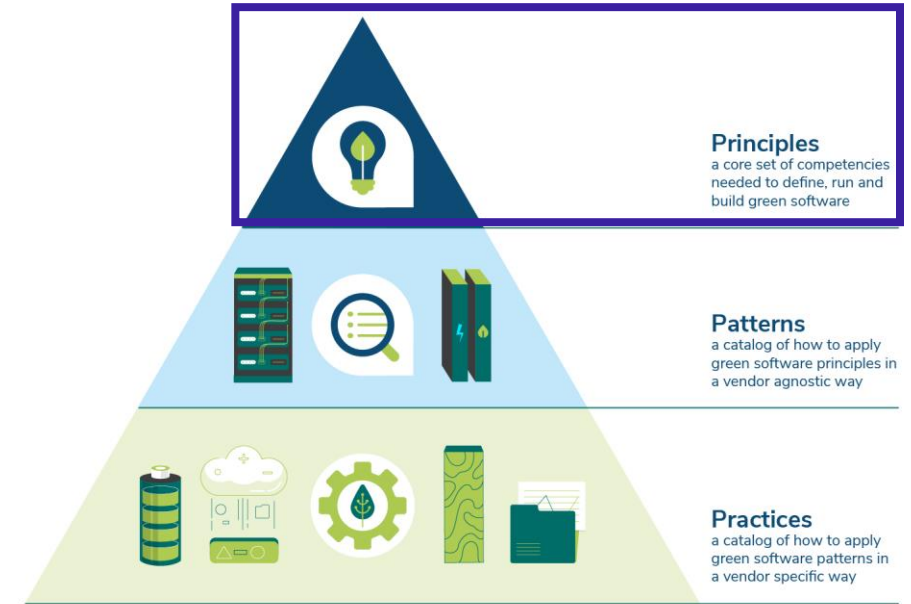 Principles
a core set of competencies
needed to define, run and
build green software
Patterns
a catalog of how to apply
green software principles in
a vendor agnostic way
Practices
a catalog of how to apply
green software patterns in
a vendor specific way